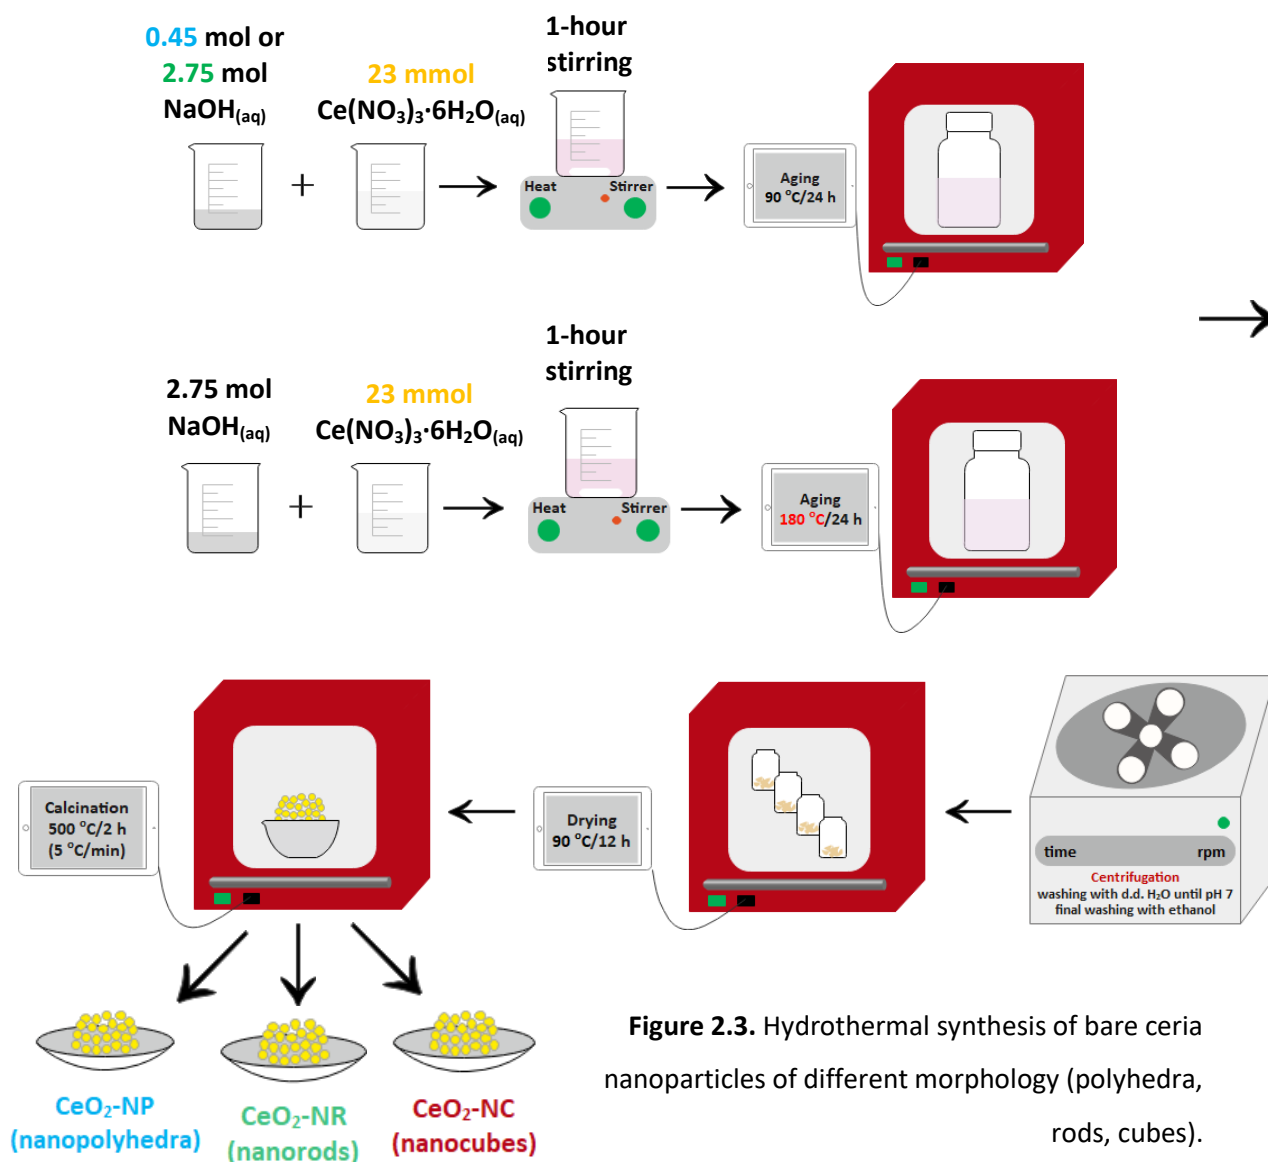 0.45 mol or
2.75 mol
NaOH(aq)
23 mmol
Ce(NO₃)₃·6H₂O(aq)
1-hour
stirring
Heat
Stirrer
Aging
90 °C/24 h
2.75 mol
NaOH(aq)
23 mmol
Ce(NO₃)₃·6H₂O(aq)
1-hour
stirring
Heat
Stirrer
Aging
180 °C/24 h
Calcination
500 °C/2 h
(5 °C/min)
Drying
90 °C/12 h
time
rpm
Centrifugation
washing with d.d. H₂O until pH 7
final washing with ethanol
CeO₂-NP
(nanopolyhedra)
CeO₂-NR
(nanorods)
CeO₂-NC
(nanocubes)
Figure 2.3. Hydrothermal synthesis of bare ceria
nanoparticles of different morphology (polyhedra,
rods, cubes).